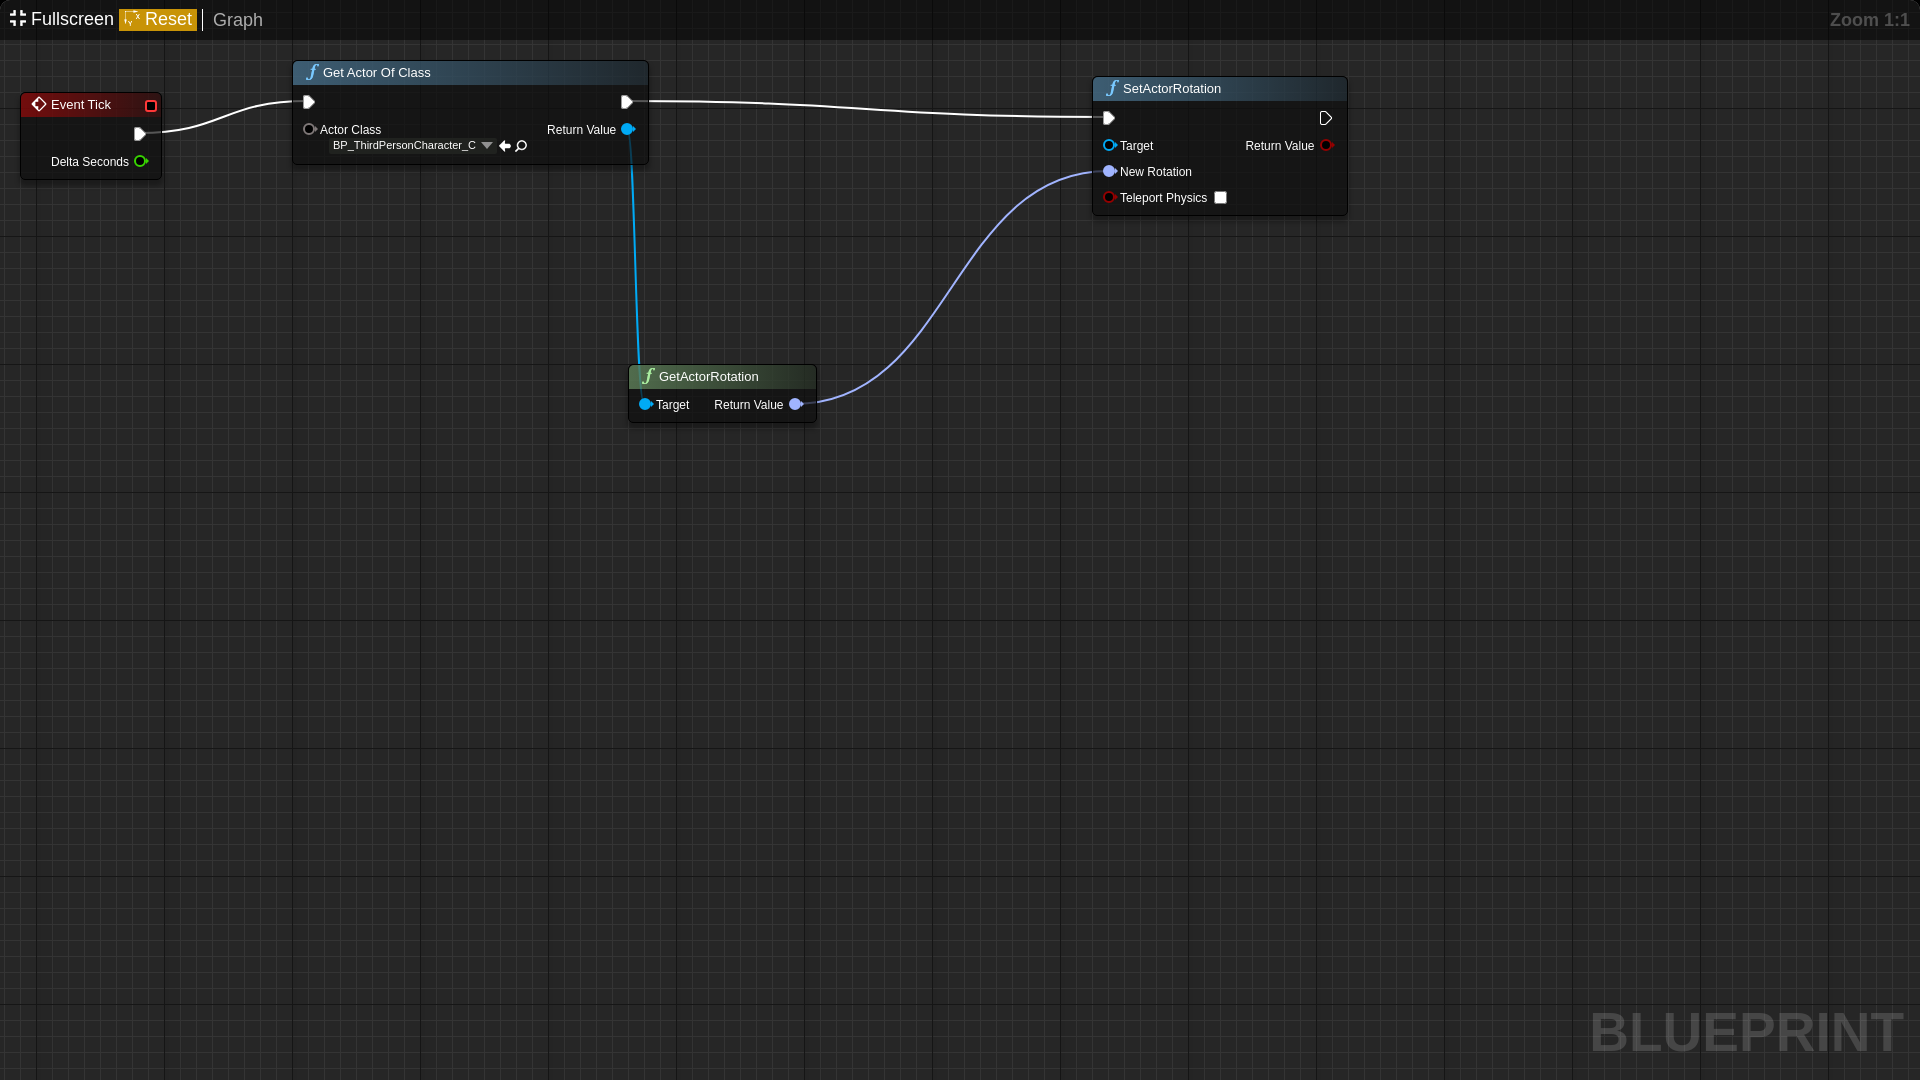 Fullscreen Reset Graph Zoom 1:1
Get Actor Of Class
Event Tick
Delta Seconds
Actor Class Return Value
BP_ThirdPersonCharacter_C
SetActorRotation
Target Return Value
New Rotation
Teleport Physics
GetActorRotation
Target Return Value
BLUEPRINT